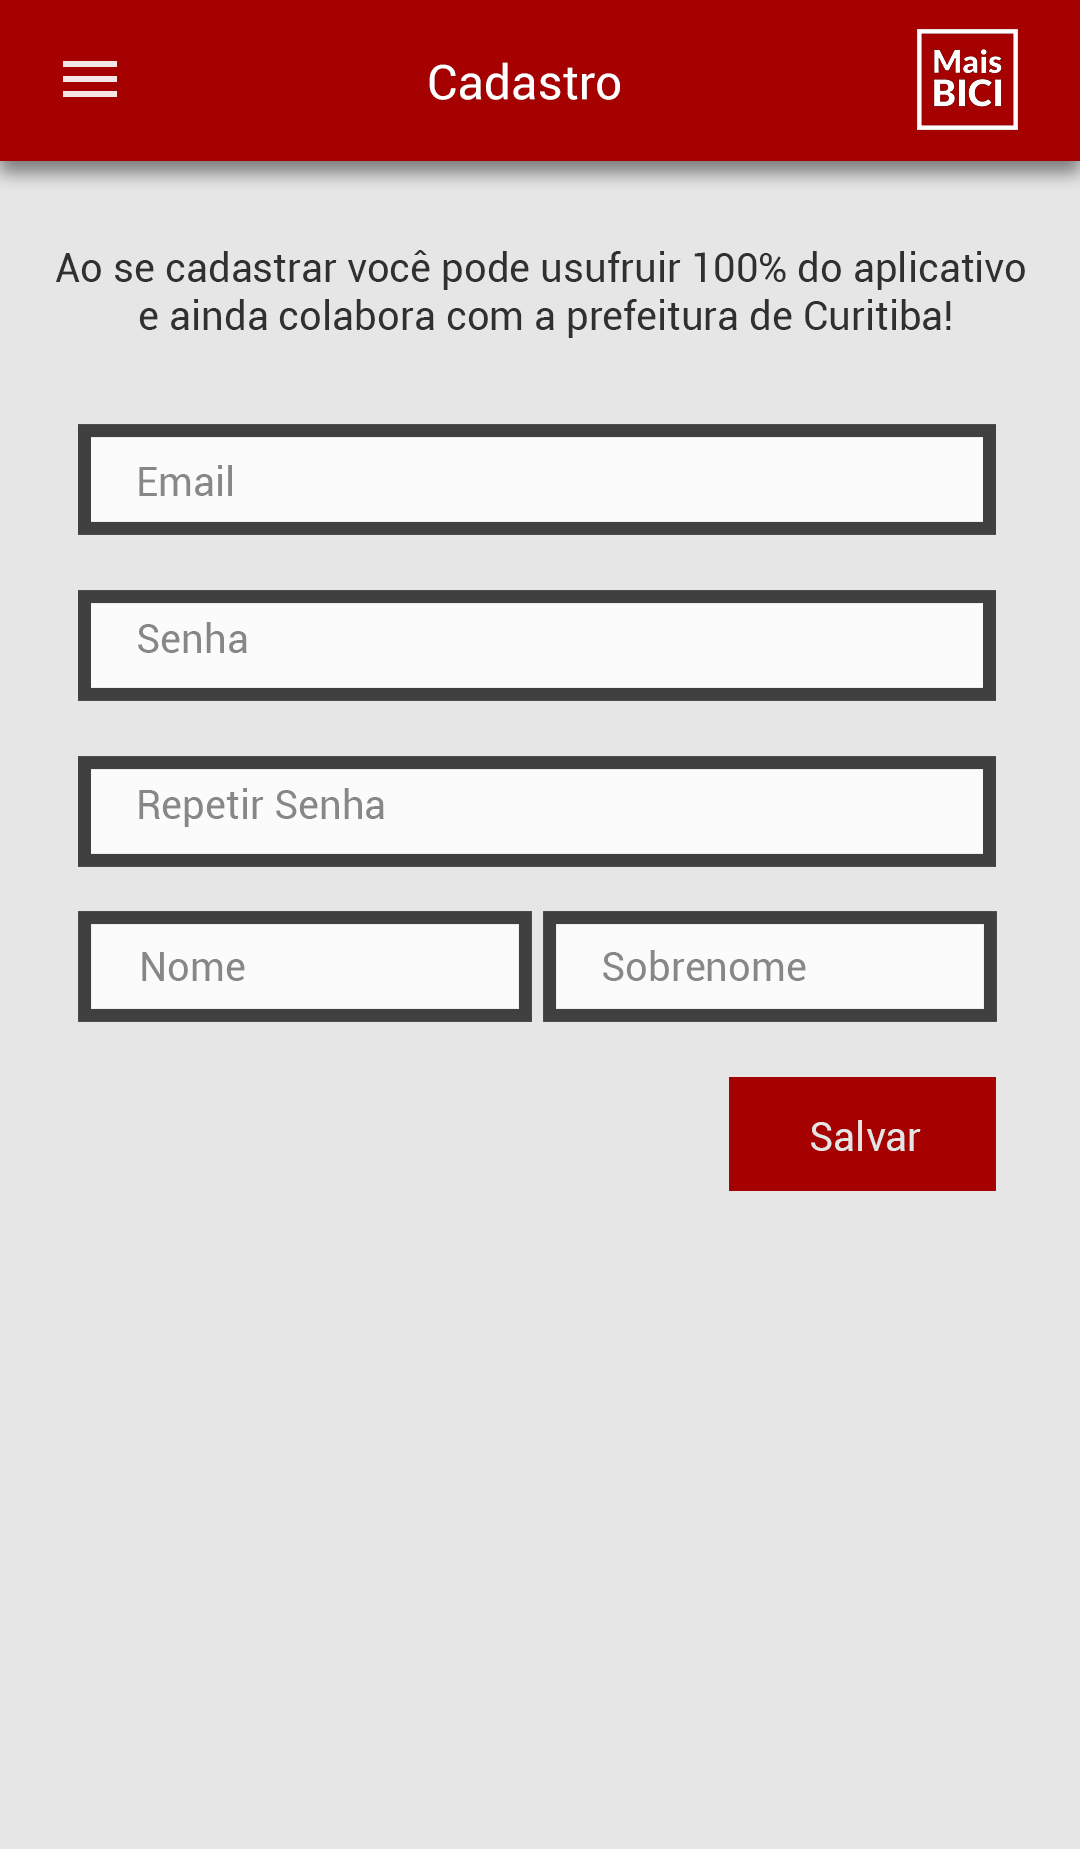 Cadastro
Mais
BICI
Ao se cadastrar você pode usufruir 100% do aplicativo
e ainda colabora com a prefeitura de Curitiba!
Email
Senha
Repetir Senha
Nome Sobrenome
Salvar